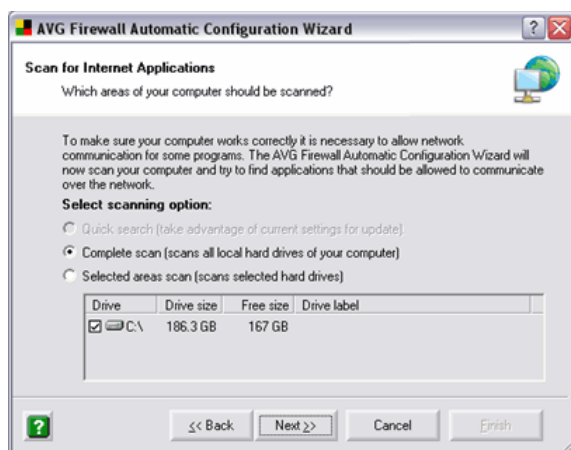 AVG Firewall Automatic Configuration Wizard
Scan for Internet Applications
Which areas of your computer should be scanned?
To make sure your computer works correctly it is necessary to allow network
communication for some programs. The AVG Firewall Automatic Configuration Wizard will
now scan your computer and try to find applications that should be allowed to communicate
over the network.
Select scanning option:
Quick search (take advantage of current settings for update).
Complete scan (scans all local hard drives of your computer)
Selected areas scan (scans selected hard drives)
Drive Drive size Free size Drive label
C:\ 186.3 GB 167 GB
? << Back Next >> Cancel Finish